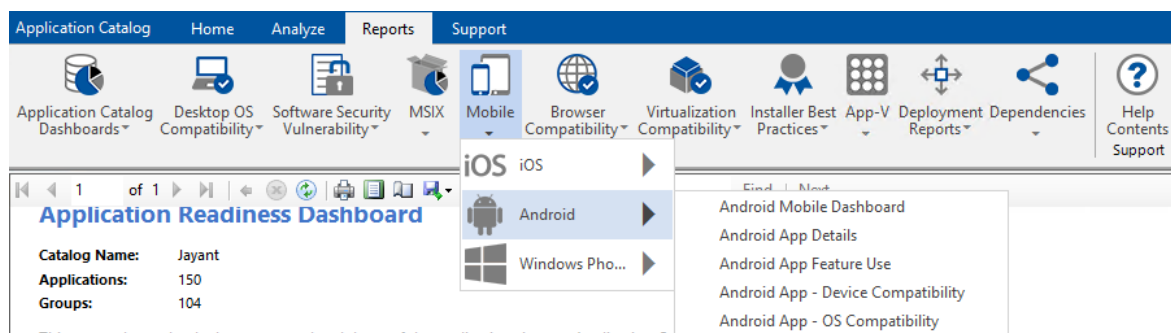 Application Catalog Home Analyze Reports Support
Application Catalog Desktop OS Software Security MSIX Mobile Browser Virtualization Installer Best App-V Deployment Dependencies Help
Dashboards Compatibility Vulnerability Compatibility Compatibility Practices Reports Contents
Support
iOS iOS
1 of 1 Find Next
Application Readiness Dashboard
Android
Android Mobile Dashboard
Android App Details
Catalog Name: Jayant
Windows Pho...
Android App Feature Use
Applications: 150
Android App - Device Compatibility
Groups: 104
Android App - OS Compatibility